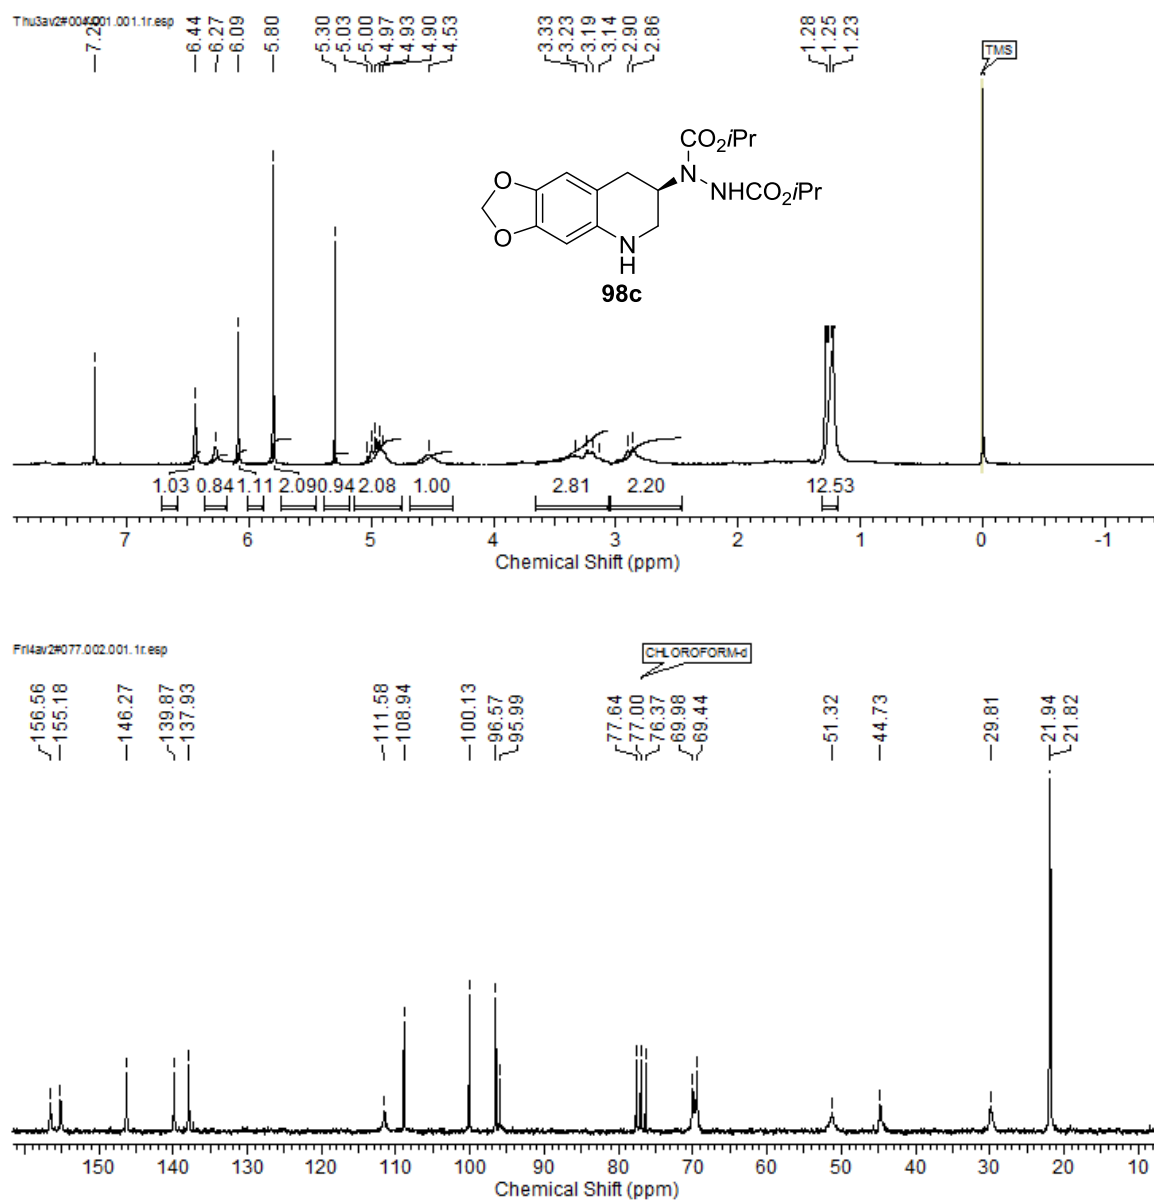 Thu3av2#004.001.001.1r.esp
7.26 6.44 6.27 6.09 5.80 5.30 5.03 5.00 4.97 4.93 4.90 4.53 3.33 3.23 3.19 3.14 2.90 2.86 1.28 1.25 1.23
TMS
CO2iPr
N
NHCO2iPr
O
O
N
H
98c
1.03 0.84 1.11 2.09 0.94 2.08 1.00 2.81 2.20 12.53
7 6 5 4 3 2 1 0 -1
Chemical Shift (ppm)
Fri4av2#077.002.001.1r.esp
CHLOROFORM-d
156.56 155.18 146.27 139.87 137.93 111.58 108.94 100.13 96.57 95.99 77.64 77.00 76.37 69.98 69.44 51.32 44.73 29.81 21.94 21.82
150 140 130 120 110 100 90 80 70 60 50 40 30 20 10
Chemical Shift (ppm)